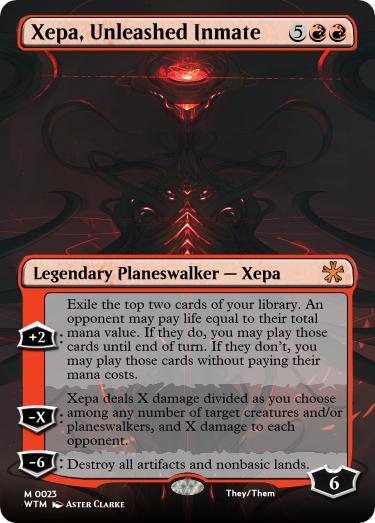 Xepa, Unleashed Inmate 5
Legendary Planeswalker — Xepa
Exile the top two cards of your library. An
opponent may pay life equal to their total
+2: mana value. If they do, you may play those
cards until end of turn. If they don't, you
may play those cards without paying their
mana costs.
Xepa deals X damage divided as you choose
-X: among any number of target creatures and/or
planeswalkers, and X damage to each
opponent.
-6: Destroy all artifacts and nonbasic lands.
6
M 0023
WTM Aster Clarke
They/Them